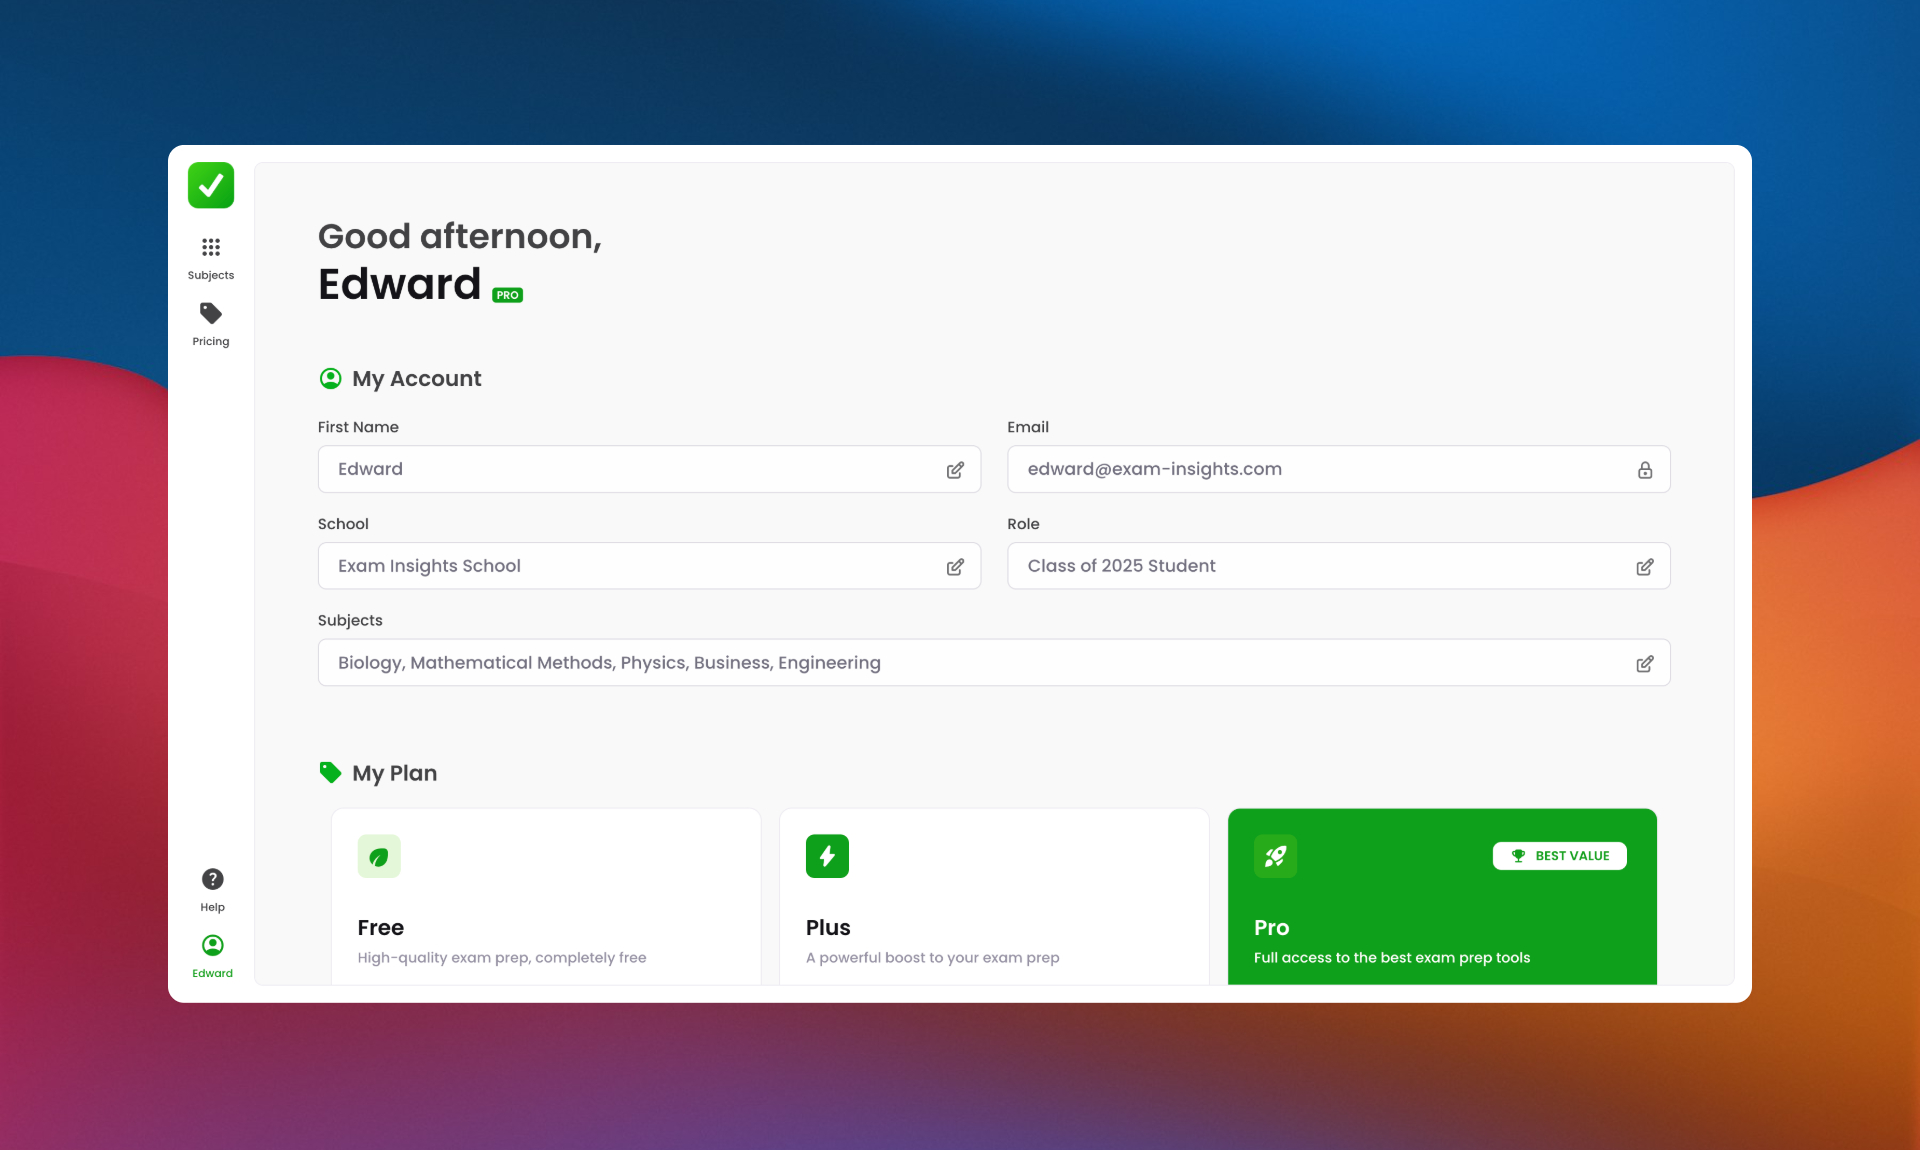 Subjects
Pricing
Help
Edward
Good afternoon,
Edward PRO
My Account
First Name
Edward
Email
edward@exam-insights.com
School
Exam Insights School
Role
Class of 2025 Student
Subjects
Biology, Mathematical Methods, Physics, Business, Engineering
My Plan
Free
High-quality exam prep, completely free
Plus
A powerful boost to your exam prep
BEST VALUE
Pro
Full access to the best exam prep tools